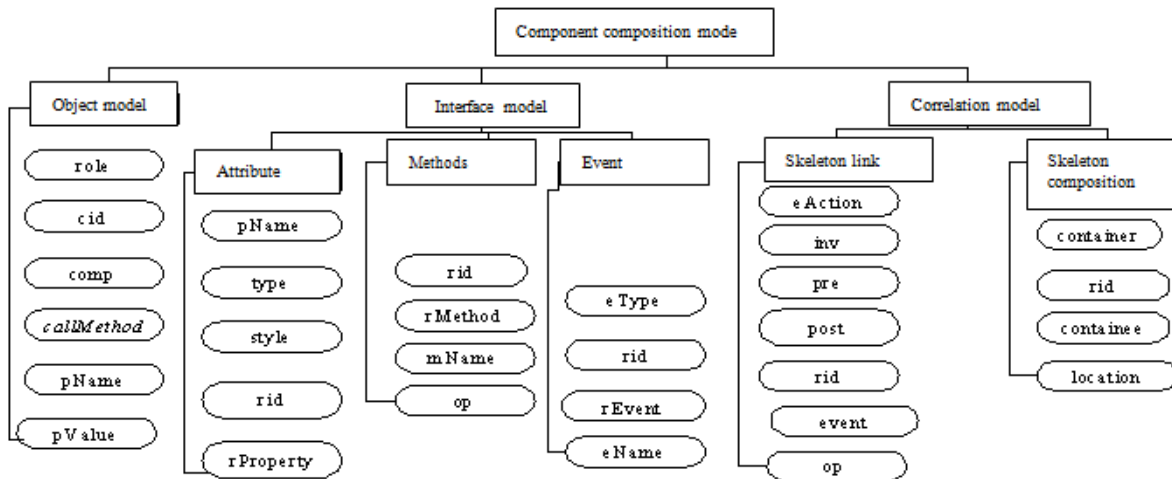 Component composition mode
Object model
Interface model
Correlation model
role
cid
comp
callMethod
pName
pValue
Attribute
pName
type
style
rid
rProperty
Methods
rid
rMethod
mName
op
Event
eType
rid
rEvent
eName
Skeleton link
eAction
inv
pre
post
rid
event
op
Skeleton
composition
container
rid
containee
location